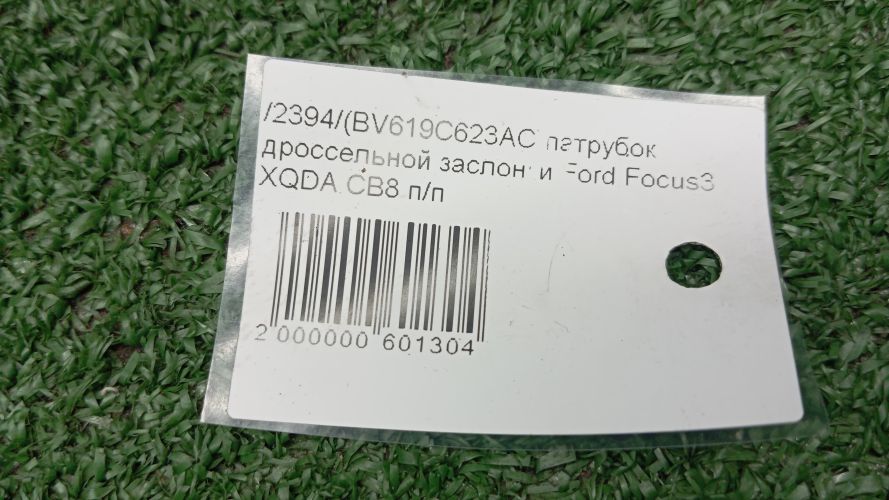 /2394/(BV619C623AC патрубок
дроссельной заслонки Ford Focus3
XQDA CB8 п/п
2 000000 601304